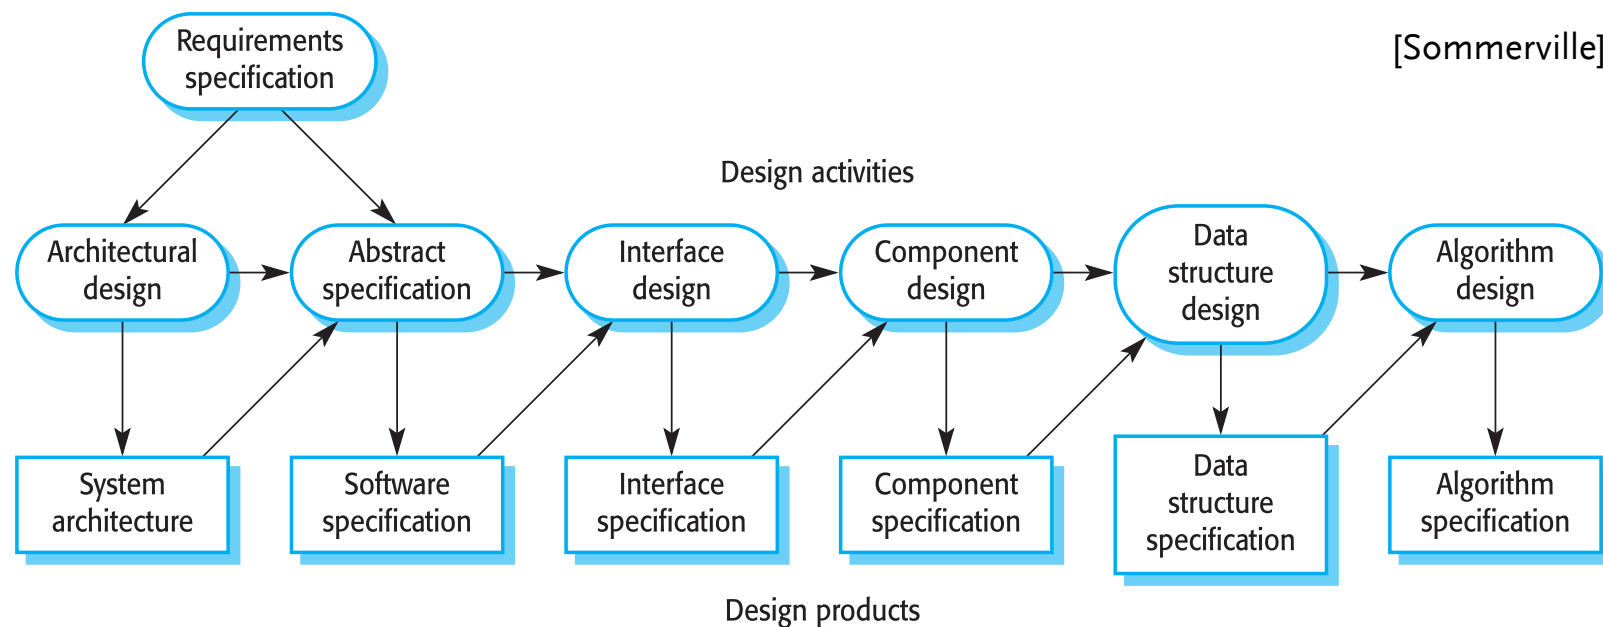 Requirements
specification
[Sommerville]
Design activities
Architectural
design
Abstract
specification
Interface
design
Component
design
Data
structure
design
Algorithm
design
System
architecture
Software
specification
Interface
specification
Component
specification
Data
structure
specification
Algorithm
specification
Design products